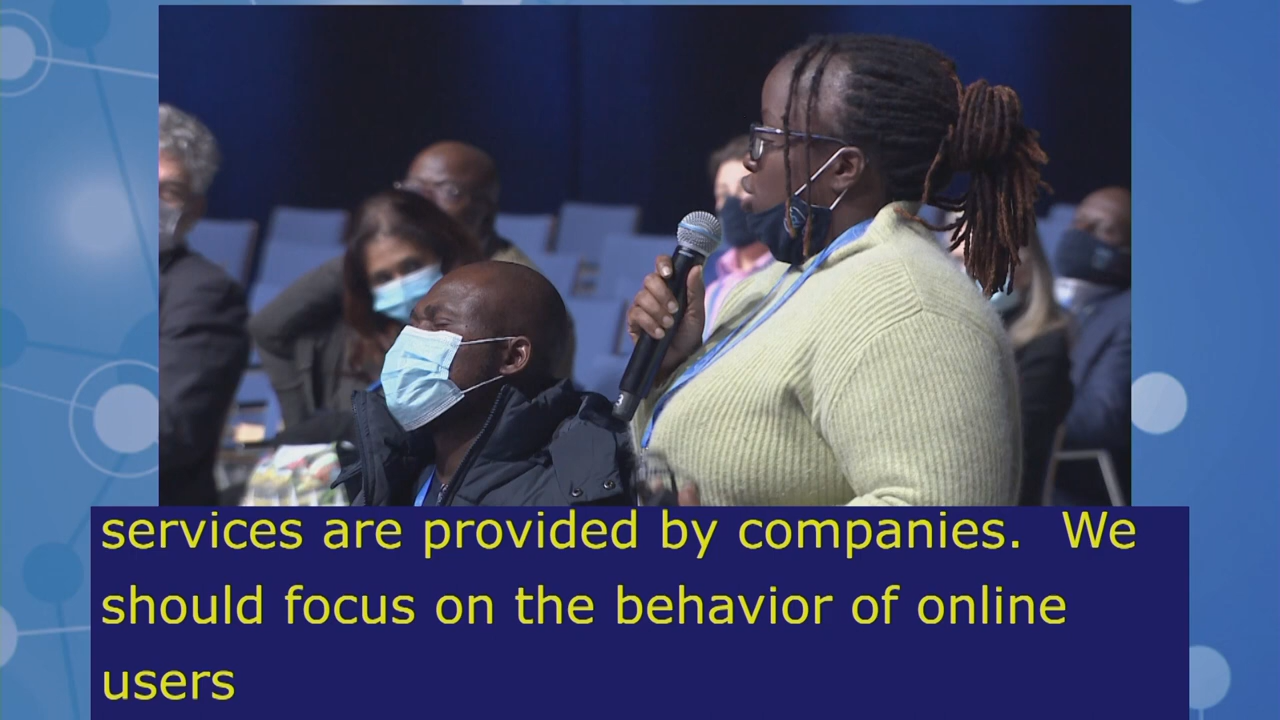 services are provided by companies.  We
should focus on the behavior of online
users